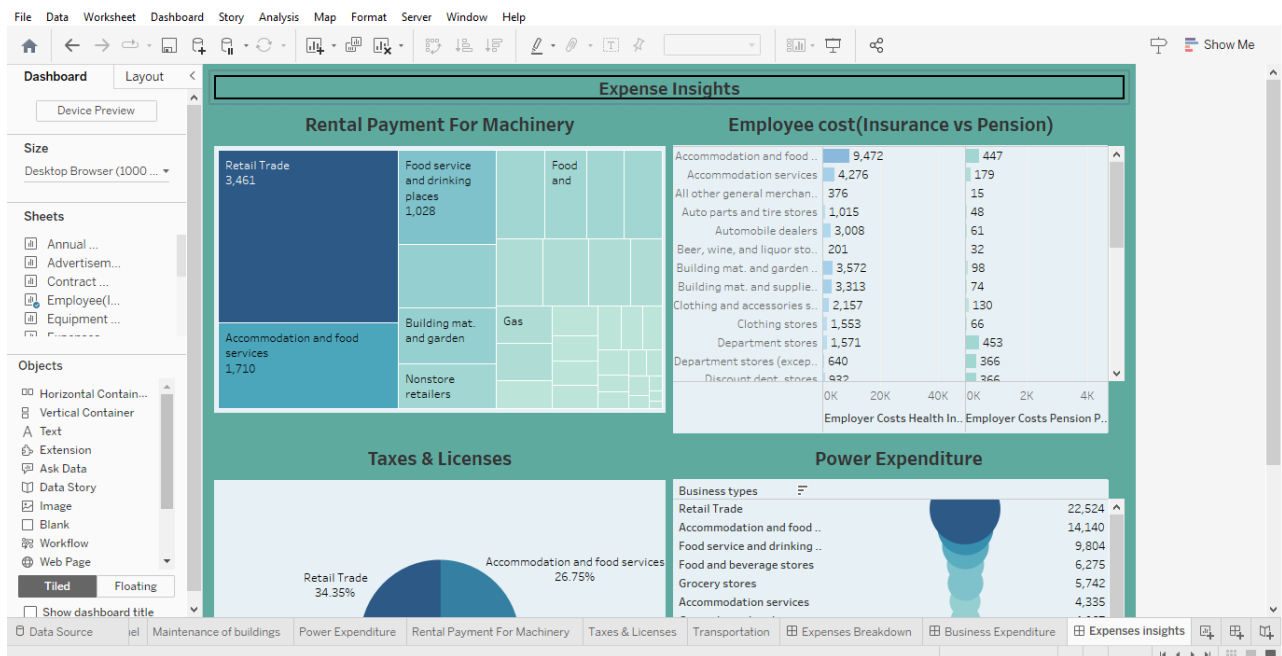 File Data Worksheet Dashboard Story Analysis Map Format Server Window Help
Show Me
Dashboard Layout
Device Preview
Size
Desktop Browser (1000 ...
Sheets
Annual ...
Advertisem...
Contract ...
Employee(I...
Equipment ...
Objects
Horizontal Contain...
Vertical Container
A Text
Extension
Ask Data
Data Story
Image
Blank
Workflow
Web Page
Tiled Floating
Show dashboard title
Expense Insights
Rental Payment For Machinery
Retail Trade
3,461
Food service
and drinking
places
1,028
Food
and
Accommodation and food
services
1,710
Building mat.
and garden
Gas
Nonstore
retailers
Employee cost(Insurance vs Pension)
Accommodation and food .. 9,472 447
Accommodation services 4,276 179
All other general merchan.. 376 15
Auto parts and tire stores 1,015 48
Automobile dealers 3,008 61
Beer, wine, and liquor sto.. 201 32
Building mat. and garden .. 3,572 98
Building mat. and supplie.. 3,313 74
Clothing and accessories s.. 2,157 130
Clothing stores 1,553 66
Department stores 1,571 453
Department stores (excep.. 640 366
Discount dept. stores 932 366
0K 20K 40K 0K 2K 4K
Employer Costs Health In.. Employer Costs Pension P..
Taxes & Licenses
Retail Trade
34.35%
Accommodation and food services
26.75%
Power Expenditure
Business types
Retail Trade 22,524
Accommodation and food .. 14,140
Food service and drinking .. 9,804
Food and beverage stores 6,275
Grocery stores 5,742
Accommodation services 4,335
Data Source Maintenance of buildings Power Expenditure Rental Payment For Machinery Taxes & Licenses Transportation Expenses Breakdown Business Expenditure Expenses insights